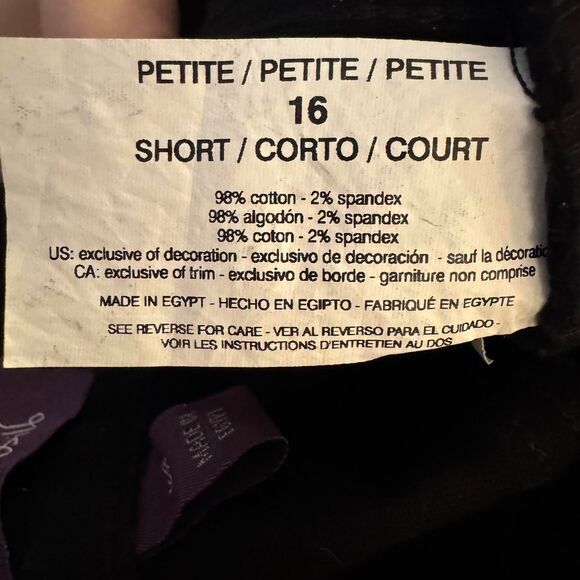 PETITE / PETITE / PETITE
16
SHORT / CORTO / COURT
98% cotton - 2% spandex
98% algodón - 2% spandex
98% coton - 2% spandex
US: exclusive of decoration - exclusivo de decoración - sauf la décoratio
CA: exclusive of trim - exclusivo de borde - garniture non comprise
MADE IN EGYPT - HECHO EN EGIPTO - FABRIQUÉ EN EGYPTE
SEE REVERSE FOR CARE - VER AL REVERSO PARA EL CUIDADO -
VOIR LES INSTRUCTIONS D'ENTRETIEN AU DOS